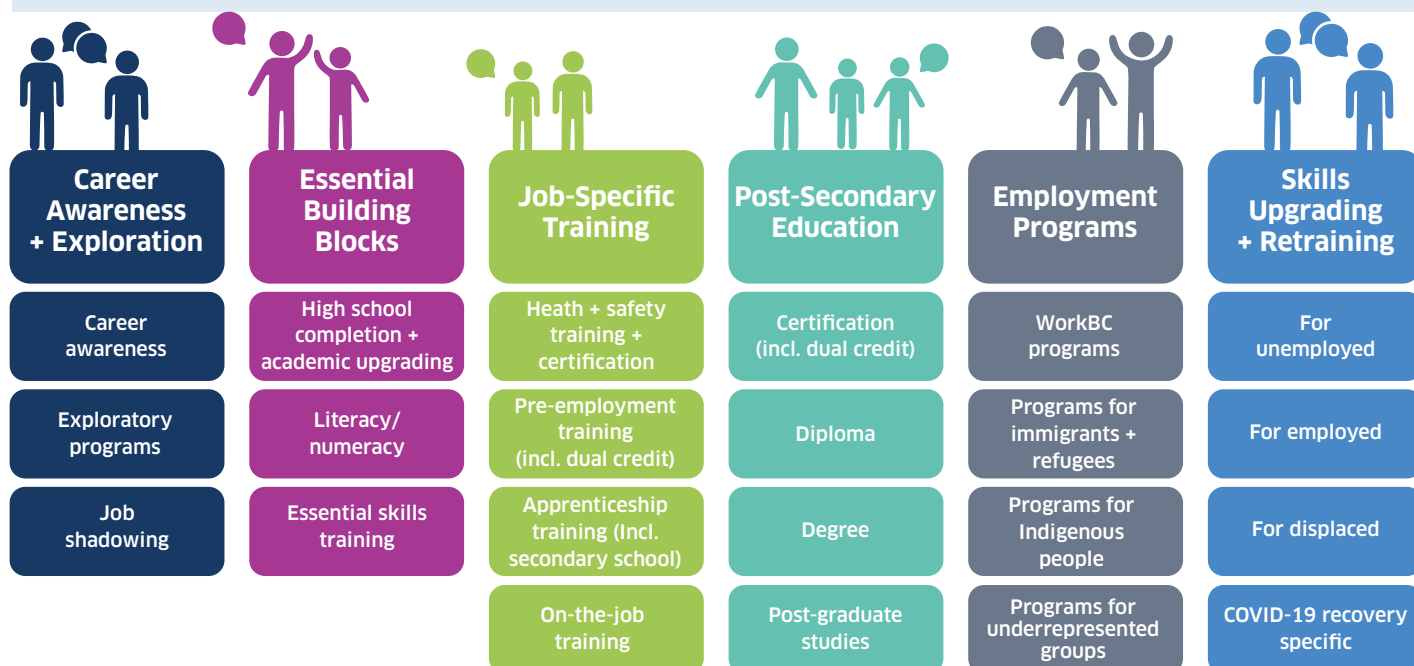 Career
Awareness
+ Exploration
Career
awareness
Exploratory
programs
Job
shadowing
Essential
Building
Blocks
High school
completion +
academic upgrading
Literacy/
numeracy
Essential skills
training
Job-Specific
Training
Heath + safety
training +
certification
Pre-employment
training
(incl. dual credit)
Apprenticeship
training (Incl.
secondary school)
On-the-job
training
Post-Secondary
Education
Certification
(incl. dual credit)
Diploma
Degree
Post-graduate
studies
Employment
Programs
WorkBC
programs
Programs for
immigrants +
refugees
Programs for
Indigenous
people
Programs for
underrepresented
groups
Skills
Upgrading
+ Retraining
For
unemployed
For employed
For displaced
COVID-19 recovery
specific